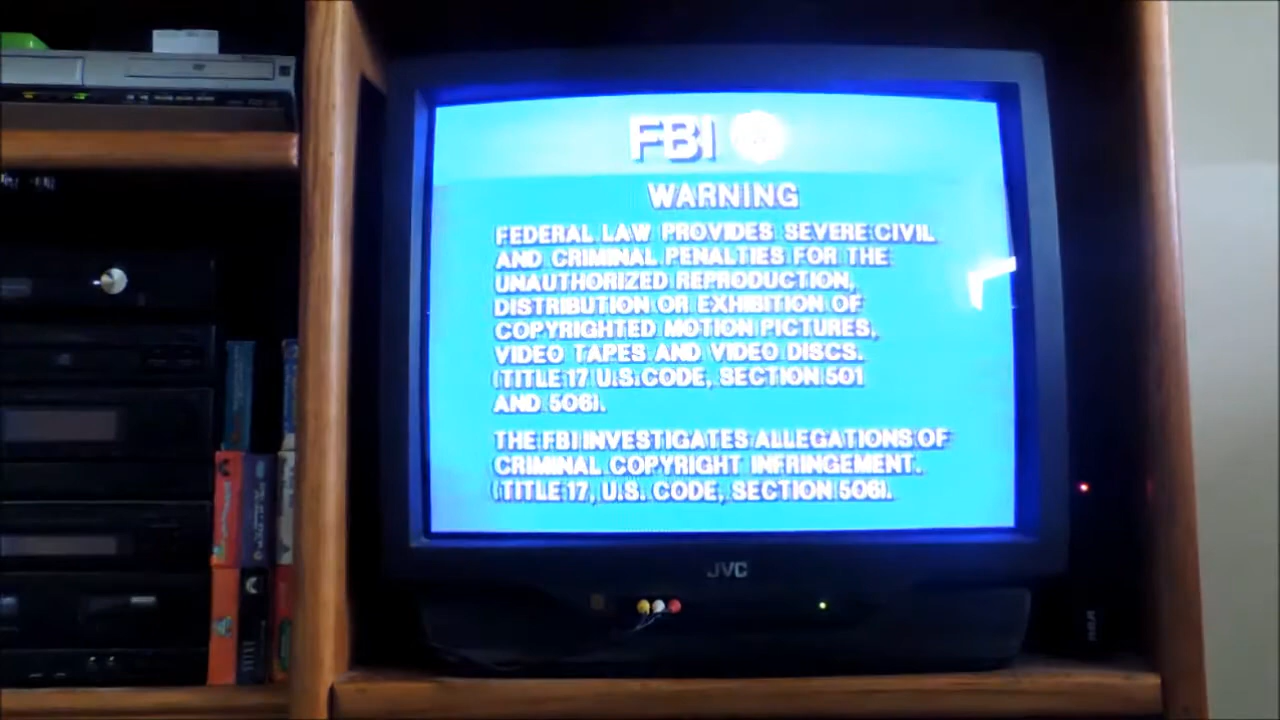 FBI
WARNING
FEDERAL LAW PROVIDES SEVERE CIVIL
AND CRIMINAL PENALTIES FOR THE
UNAUTHORIZED REPRODUCTION,
DISTRIBUTION OR EXHIBITION OF
COPYRIGHTED MOTION PICTURES,
VIDEO TAPES AND VIDEO DISCS.
(TITLE 17 U.S. CODE, SECTION 501
AND 506).
THE FBI INVESTIGATES ALLEGATIONS OF
CRIMINAL COPYRIGHT INFRINGEMENT.
(TITLE 17, U.S. CODE, SECTION 506).
JVC
RCA